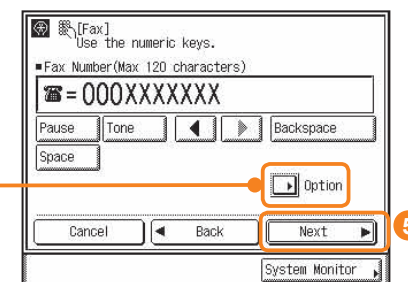 [Fax]
Use the numeric keys.
■Fax Number(Max 120 characters)
☎=000XXXXXXX
Pause Tone ◀ ▶ Backspace
Space
Option
Cancel ◀ Back Next ▶
System Monitor